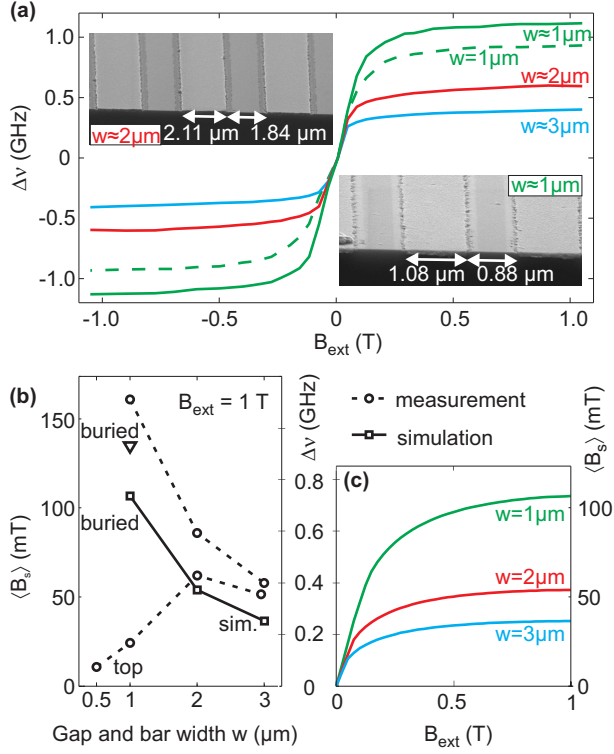 (a)
1.0
0.5
0
-0.5
-1.0
Δν (GHz)
w≈1µm
w=1µm
w≈2µm
w≈3µm
w≈2µm
2.11 µm
1.84 µm
w≈1µm
1.08 µm
0.88 µm
-1.0 -0.5 0 0.5 1.0
B_ext (T)
(b)
B_ext = 1 T
150
100
50
0
⟨B_s⟩ (mT)
buried
buried
sim.
top
0.5 1 2 3
Gap and bar width w (µm)
measurement
simulation
(c)
Δν (GHz)
0.8
0.6
0.4
0.2
0
w=1µm
w=2µm
w=3µm
⟨B_s⟩ (mT)
100
50
0
0 0.5 1
B_ext (T)